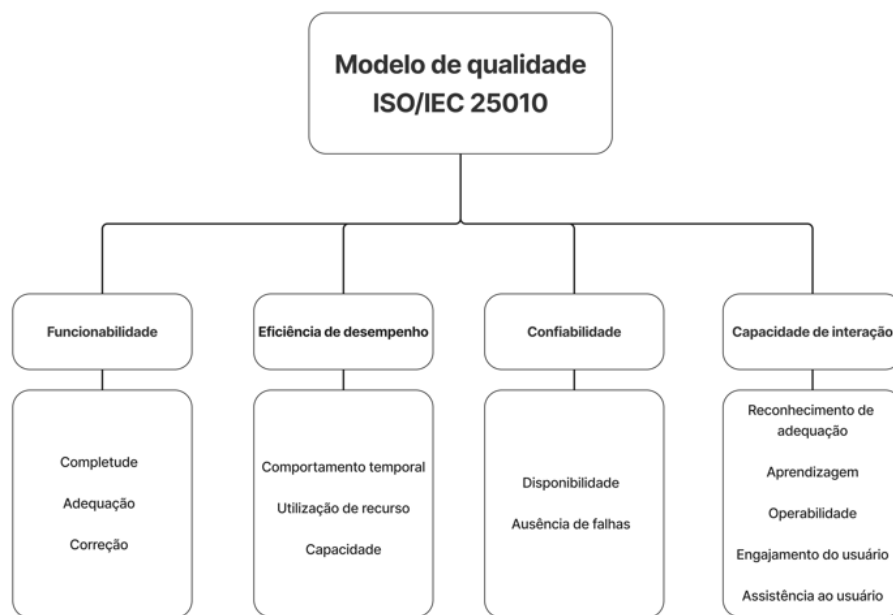 Modelo de qualidade
ISO/IEC 25010
Funcionabilidade
Eficiência de desempenho
Confiabilidade
Capacidade de interação
Completude
Adequação
Correção
Comportamento temporal
Utilização de recurso
Capacidade
Disponibilidade
Ausência de falhas
Reconhecimento de
adequação
Aprendizagem
Operabilidade
Engajamento do usuário
Assistência ao usuário